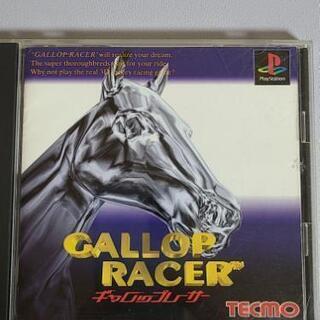 "GALLOP RACER" will realize your dream.
The super thoroughbreds wait for your ride.
Why not play the real 3D jockey racing game?
PlayStation
GALLOP
RACER
ギャロップレーサー
TECMO